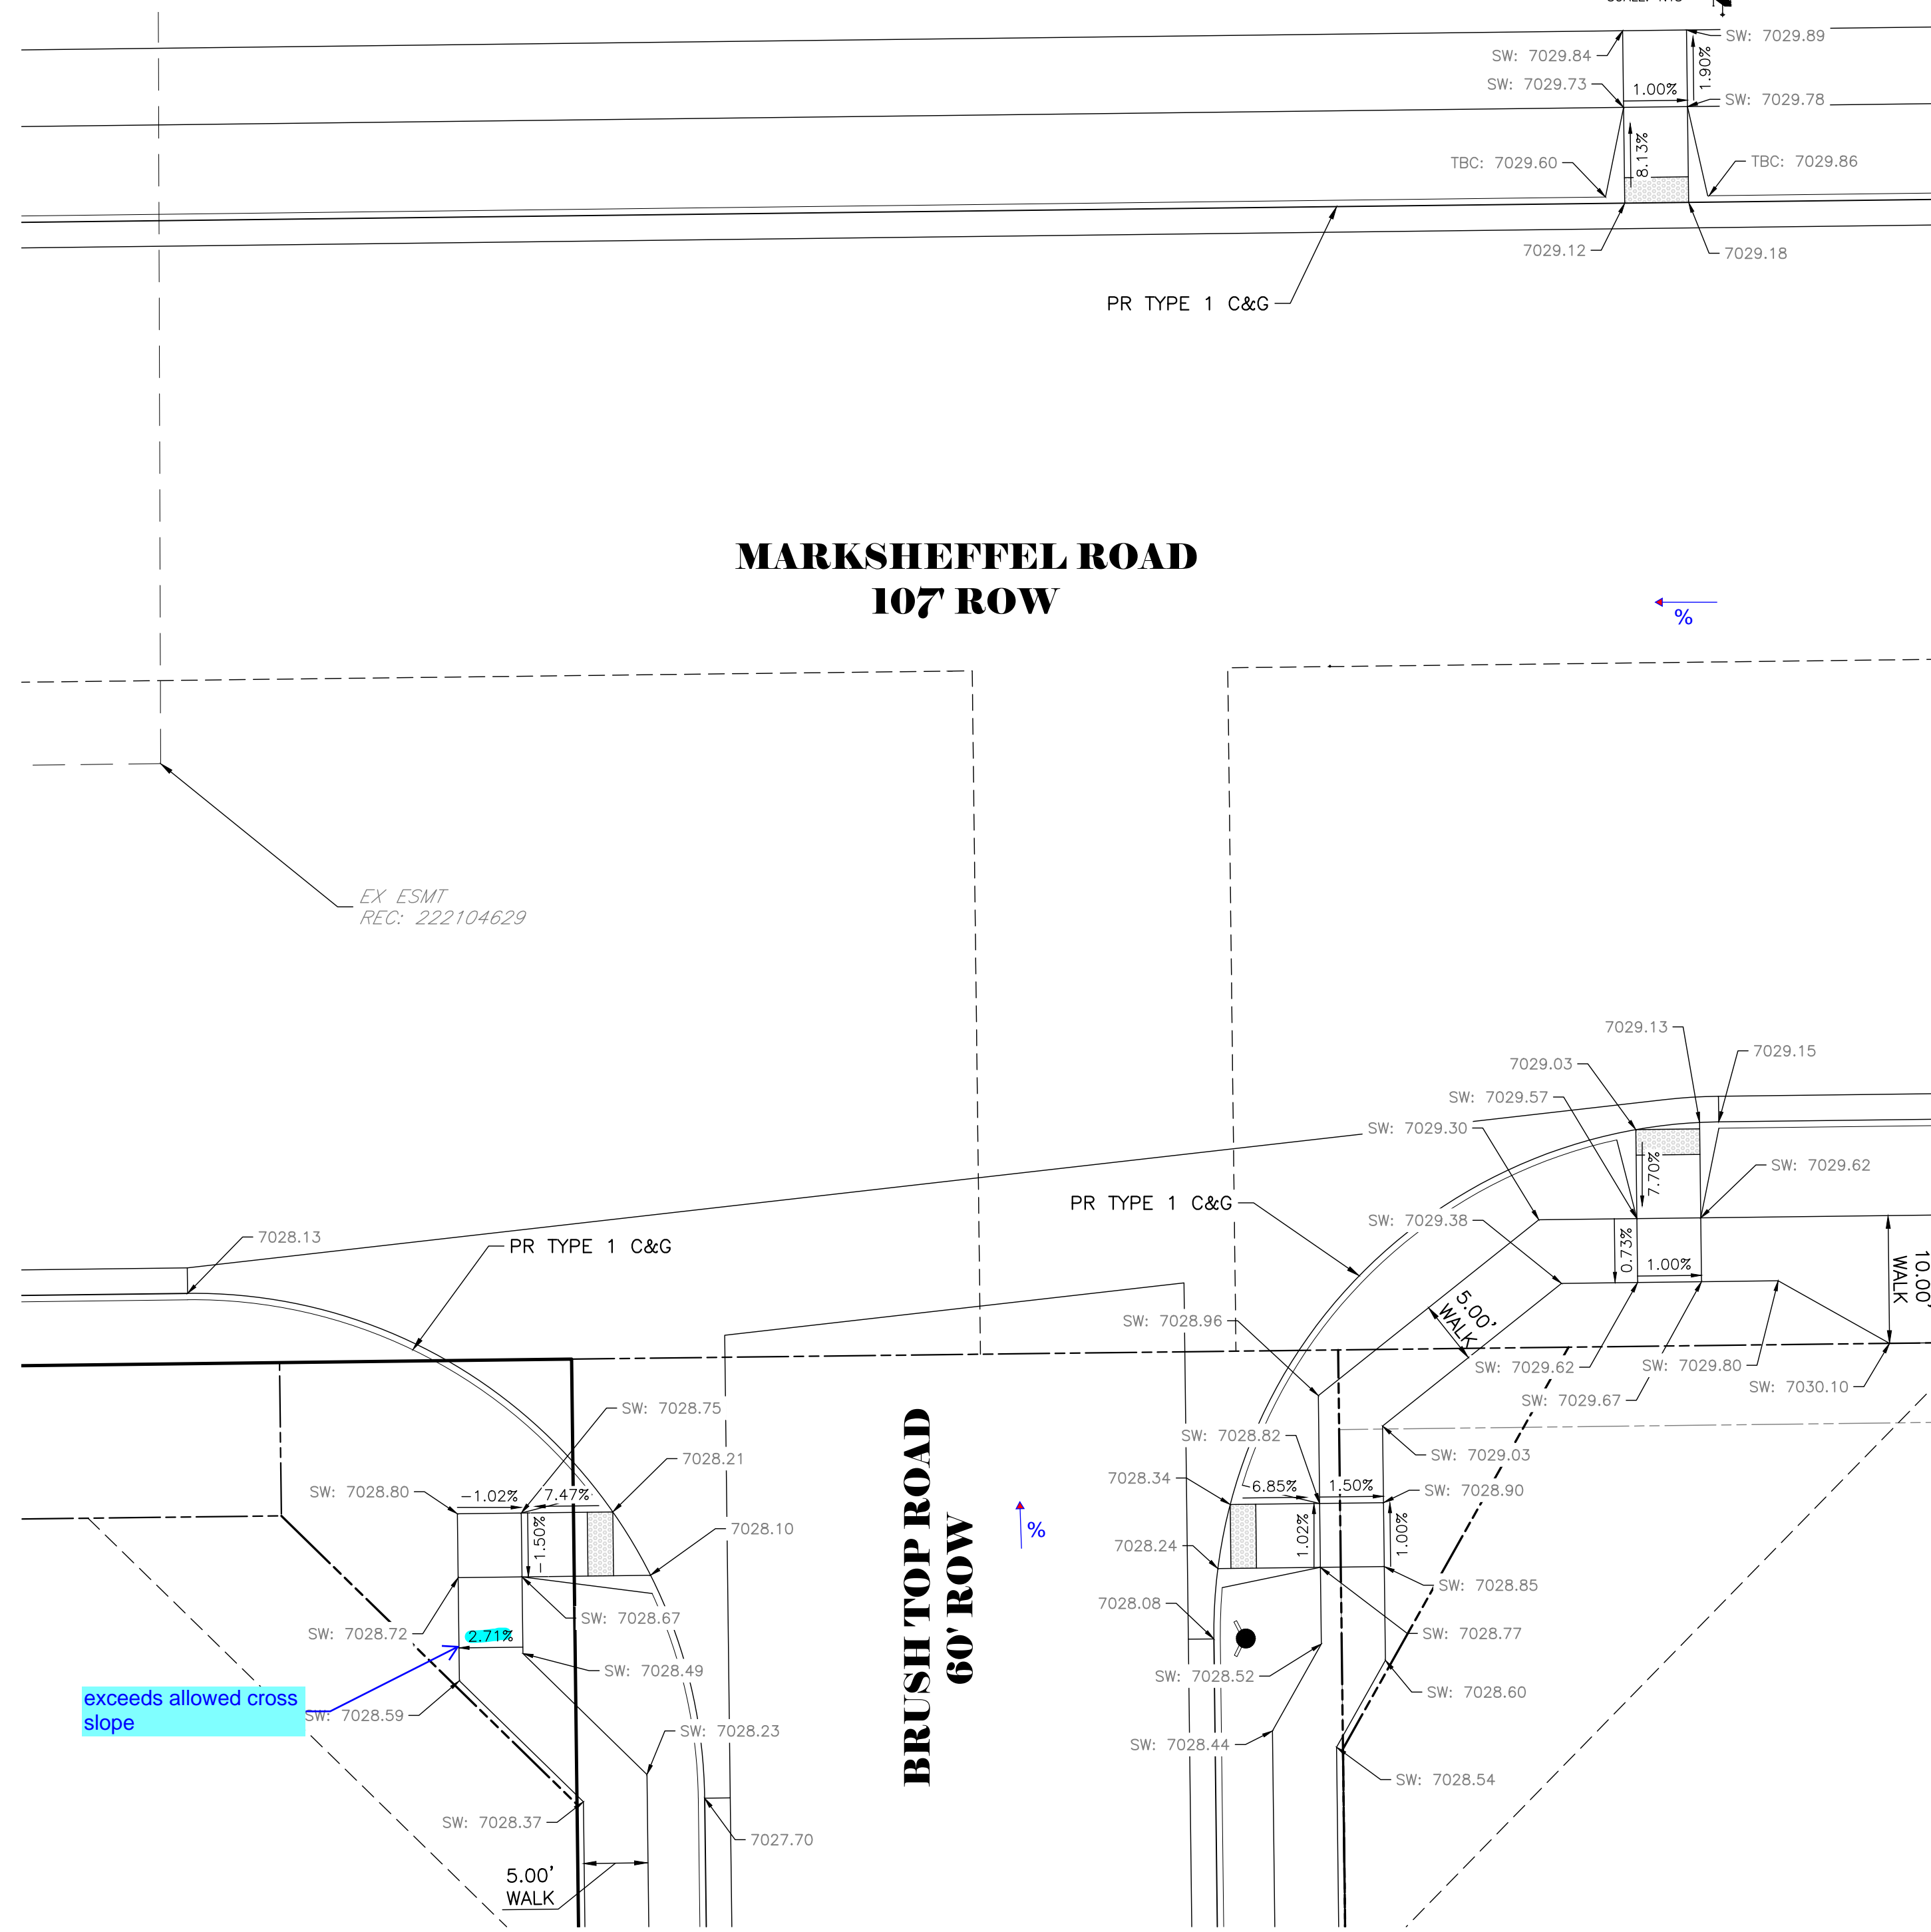 SW: 7029.84
SW: 7029.89
SW: 7029.73
1.90%
1.00%
SW: 7029.78
TBC: 7029.60
8.13%
TBC: 7029.86
7029.12
7029.18
PR TYPE 1 C&G
MARKSHEFFEL ROAD
107' ROW
%
EX ESMT
REC: 222104629
7029.13
7029.15
7029.03
SW: 7029.57
SW: 7029.30
7.70%
SW: 7029.62
PR TYPE 1 C&G
SW: 7029.38
0.73%
1.00%
10.00'
WALK
7028.13
PR TYPE 1 C&G
5.00'
WALK
SW: 7028.96
SW: 7029.62
SW: 7029.80
SW: 7030.10
SW: 7029.67
SW: 7028.75
SW: 7028.82
SW: 7029.03
7028.21
7028.34
SW: 7028.80
-1.02%
7.47%
6.85%
1.50%
SW: 7028.90
-1.50%
7028.10
BRUSH TOP ROAD
60' ROW
%
1.02%
1.00%
7028.24
SW: 7028.85
7028.08
SW: 7028.67
SW: 7028.72
2.71%
SW: 7028.77
SW: 7028.49
SW: 7028.52
SW: 7028.60
exceeds allowed cross
slope
SW: 7028.59
SW: 7028.23
SW: 7028.44
SW: 7028.54
SW: 7028.37
7027.70
5.00'
WALK